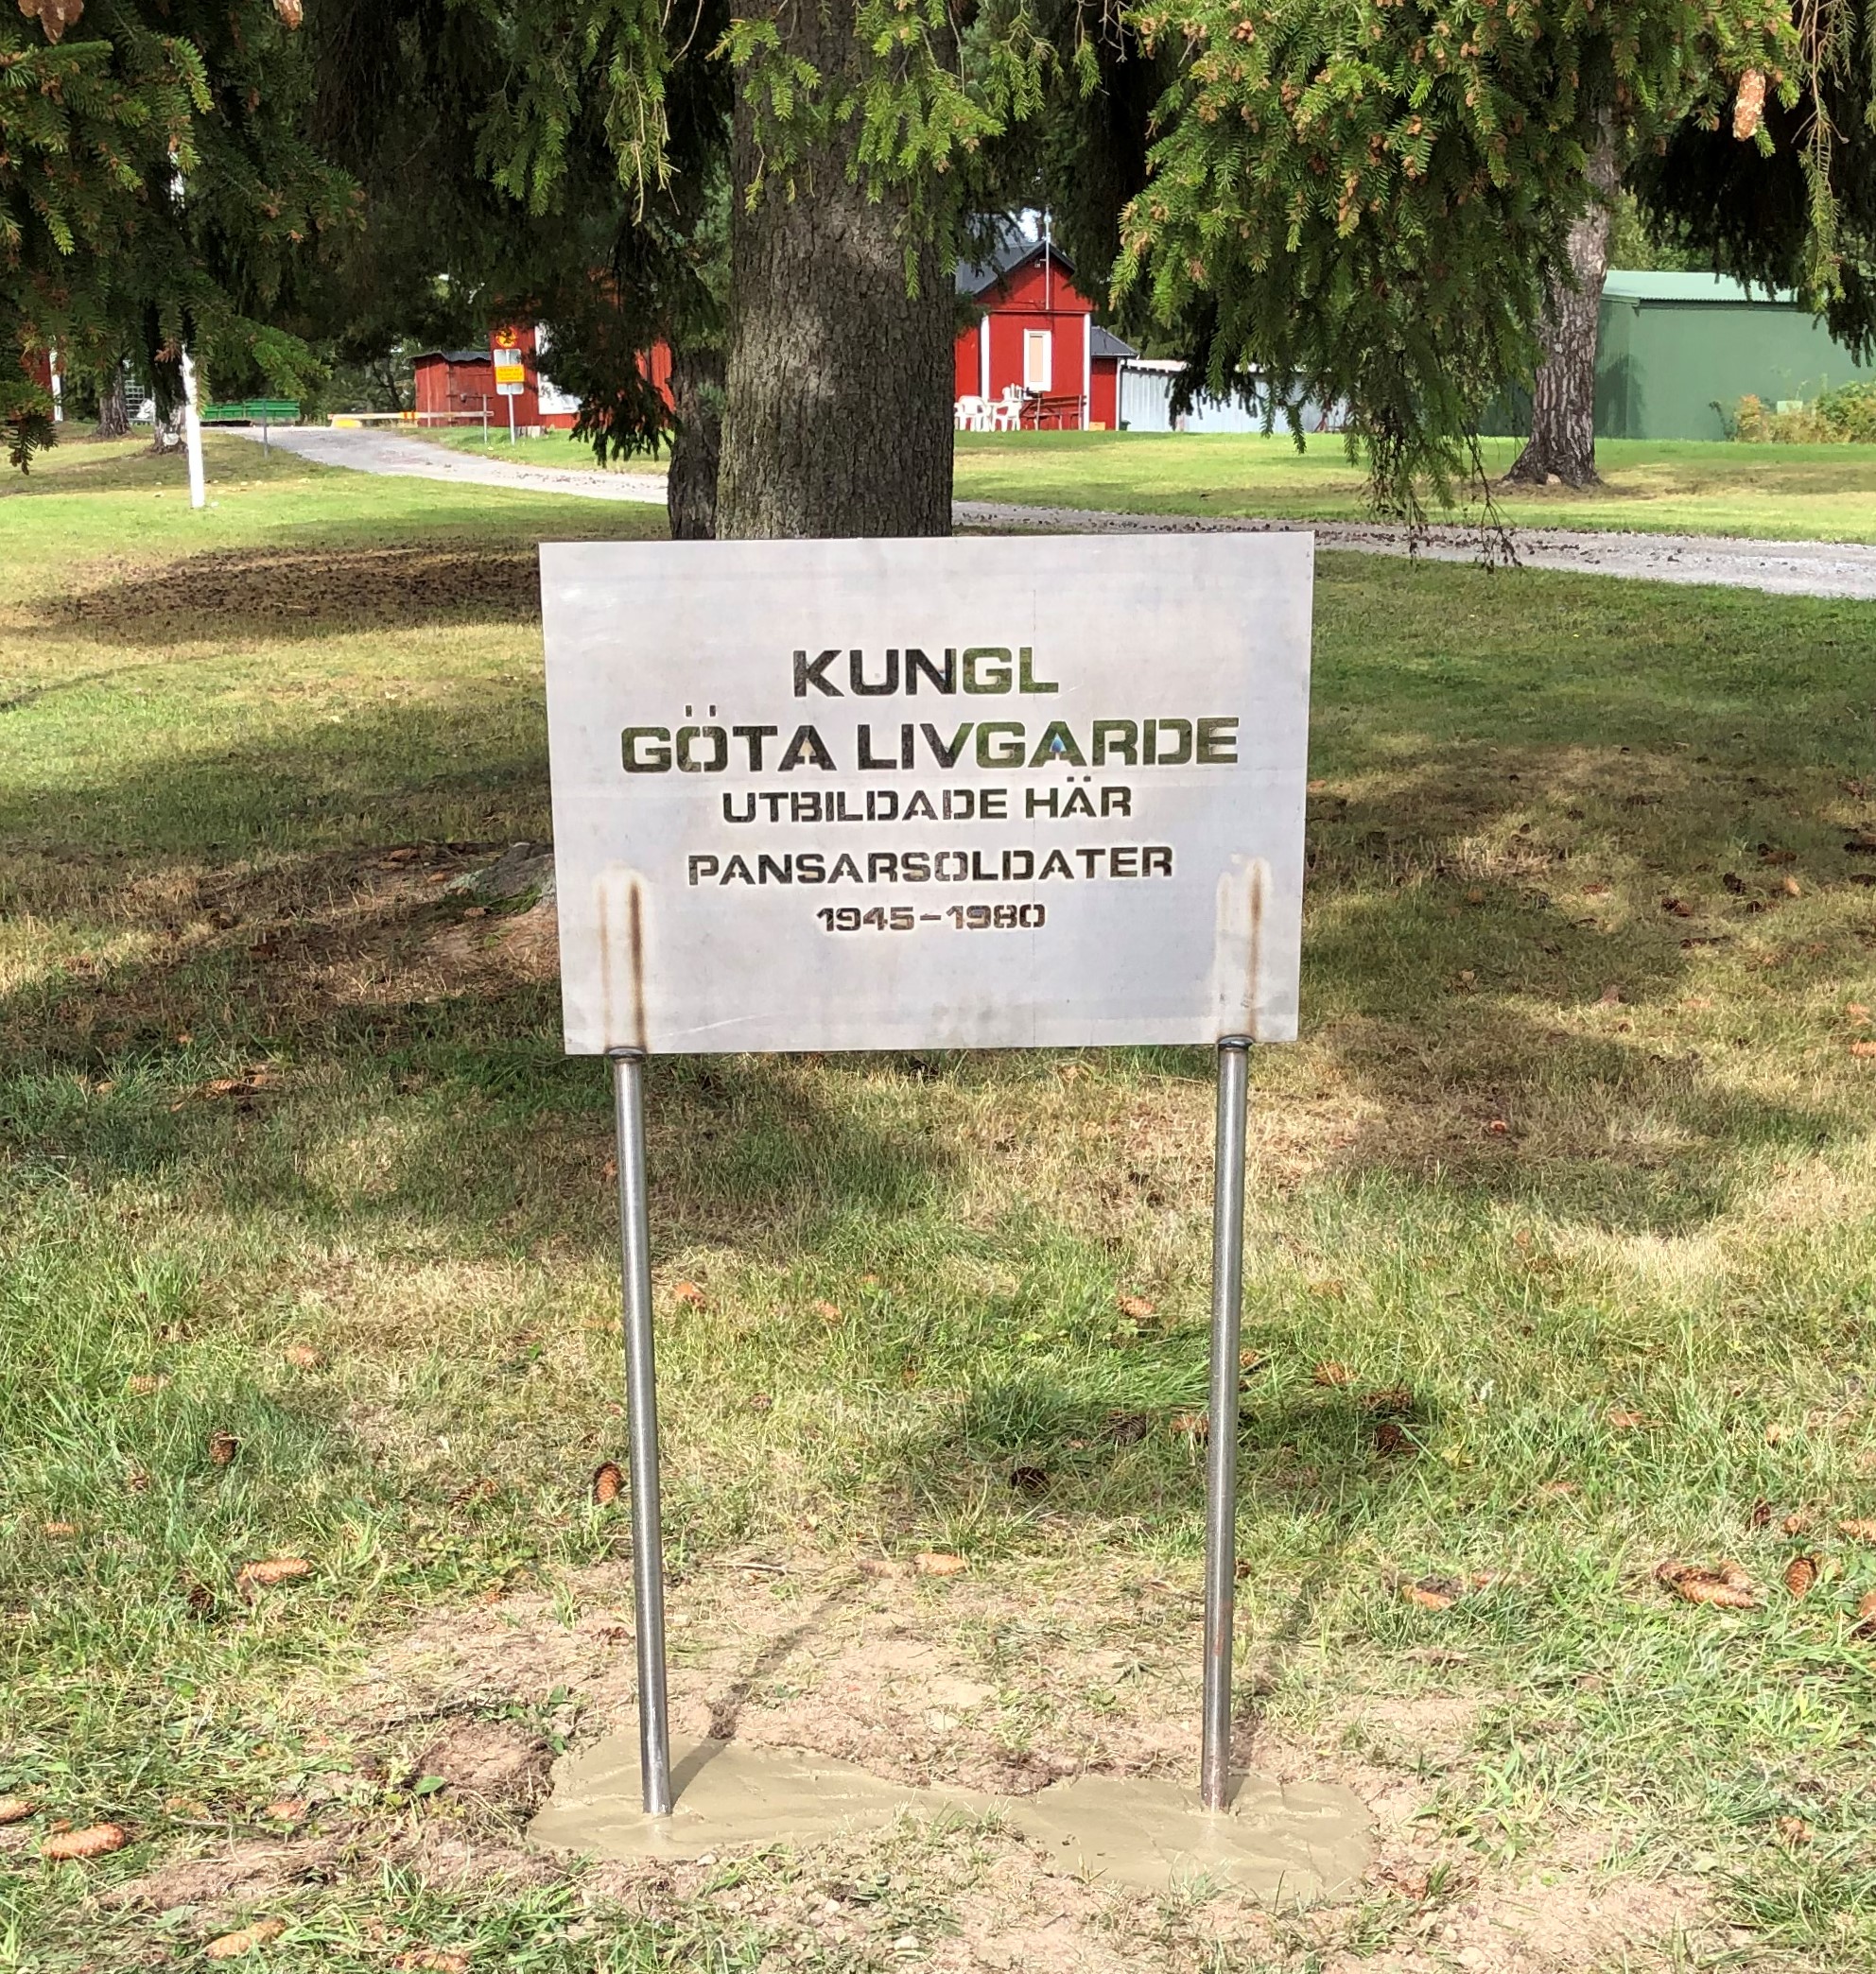 KUNGL
GÖTA LIVGARDE
UTBILDADE HÄR
PANSARSOLDATER
1945-1980